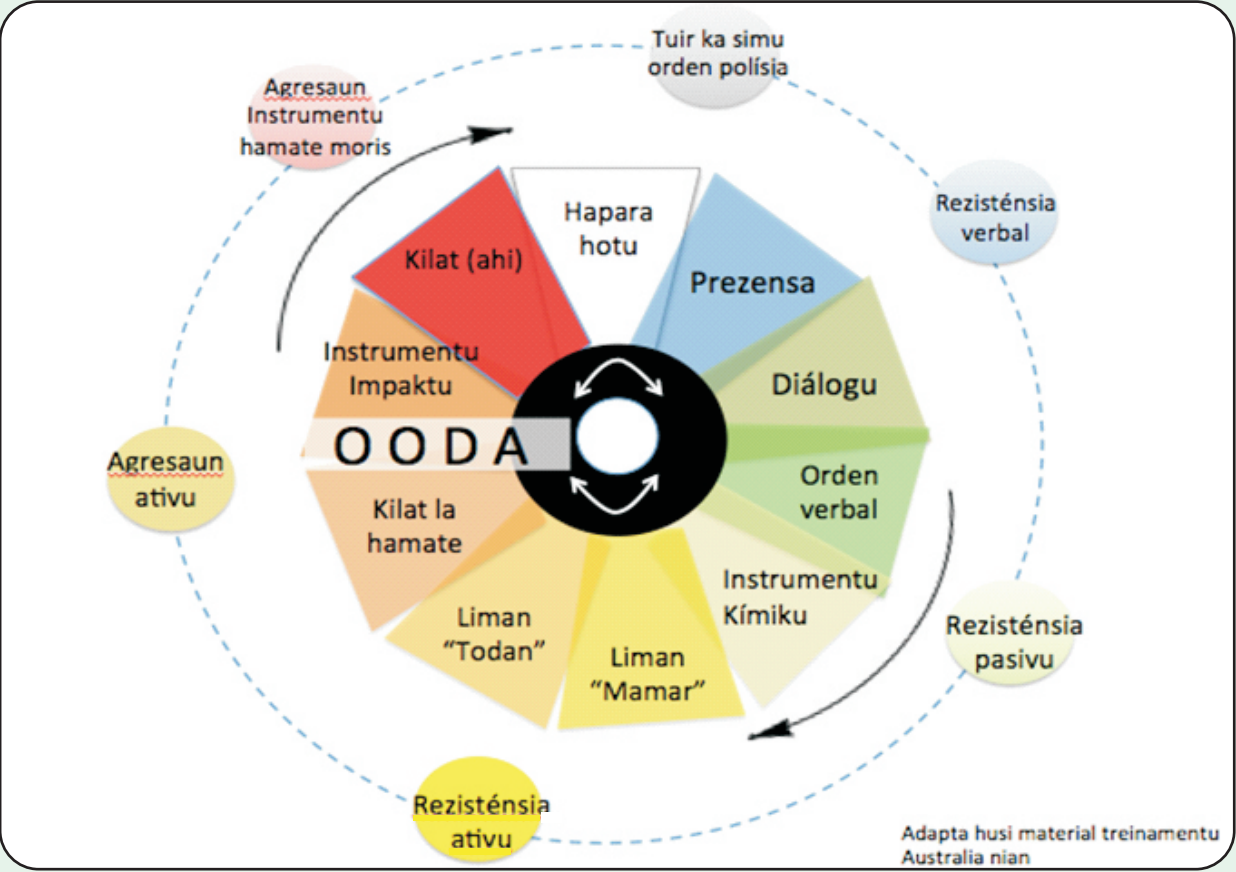 Tuir ka simu
orden polísia
Agresaun
Instrumentu
hamate moris
Rezisténsia
verbal
Hapara
hotu
Kilat (ahi)
Prezensa
Instrumentu
Impaktu
Diálogu
O O D A
Agresaun
ativu
Orden
verbal
Kilat la
hamate
Instrumentu
Kímiku
Liman
“Todan”
Liman
“Mamar”
Rezisténsia
pasivu
Rezisténsia
ativu
Adapta husi material treinamentu
Australia nian